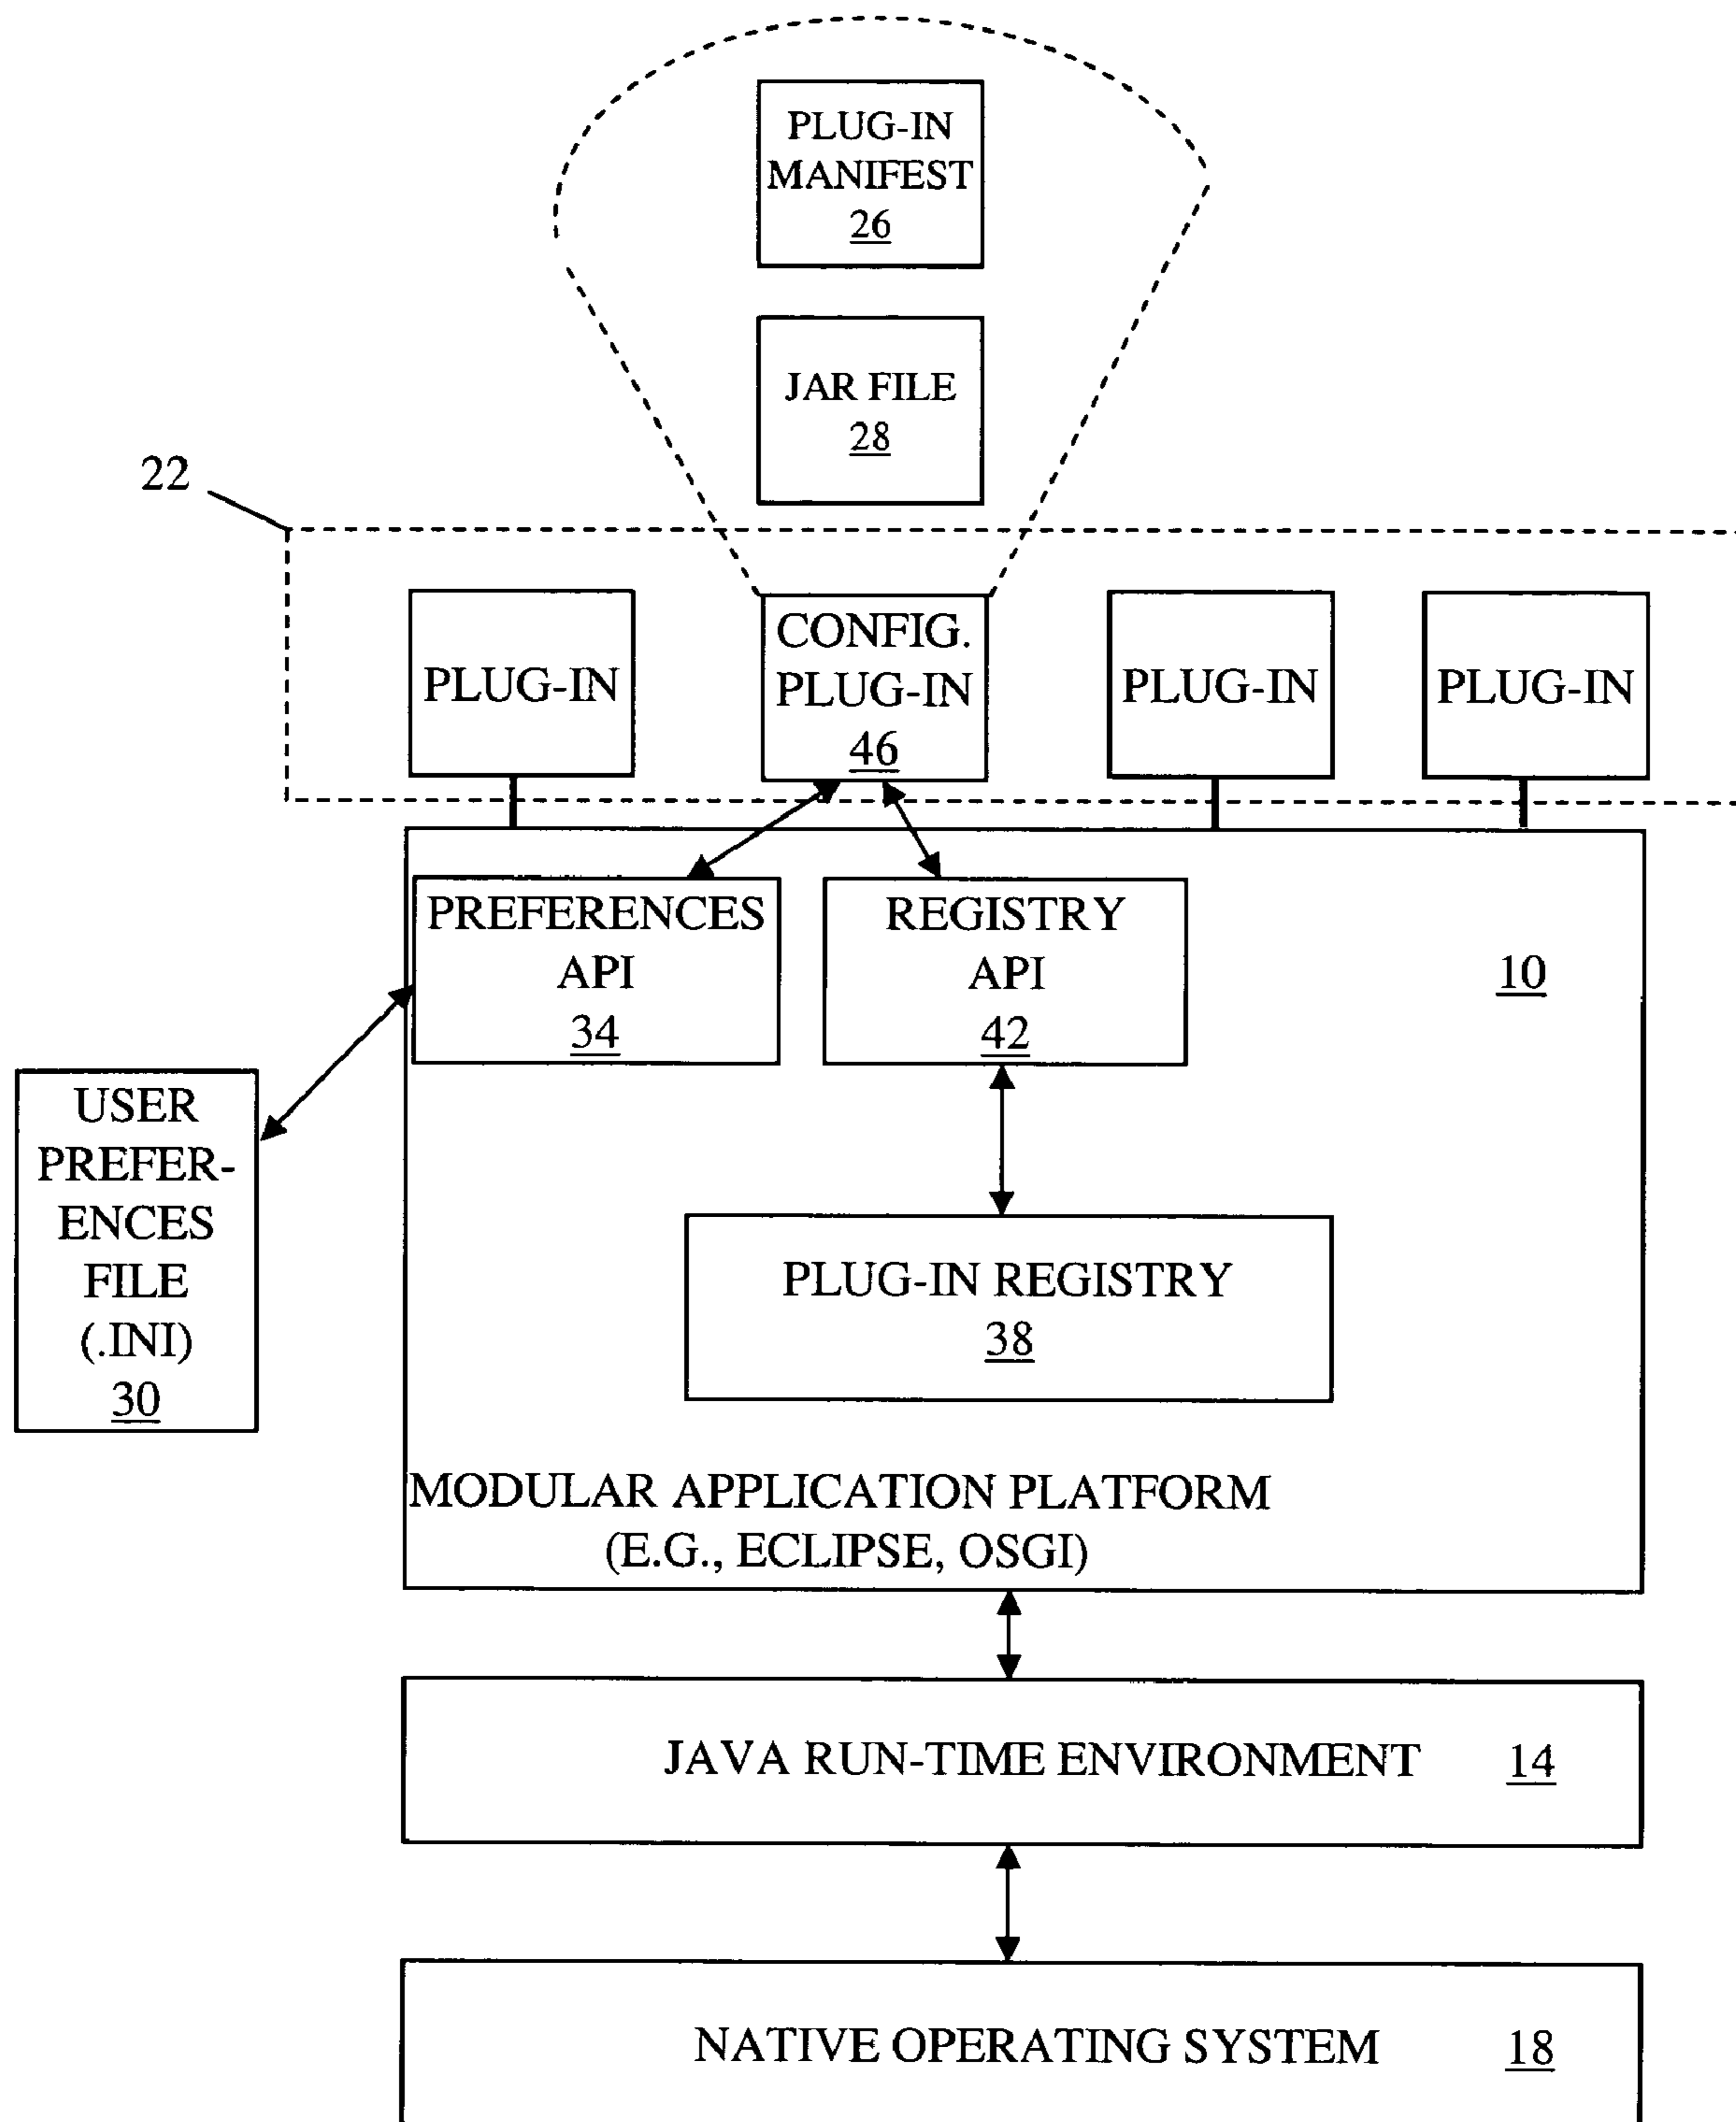 PLUG-IN
MANIFEST
26
JAR FILE
28
22
PLUG-IN
CONFIG.
PLUG-IN
46
PLUG-IN
PLUG-IN
PREFERENCES
API
34
REGISTRY
API
42
10
USER
PREFER-
ENCES
FILE
(.INI)
30
PLUG-IN REGISTRY
38
MODULAR APPLICATION PLATFORM
(E.G., ECLIPSE, OSGI)
JAVA RUN-TIME ENVIRONMENT 14
NATIVE OPERATING SYSTEM 18